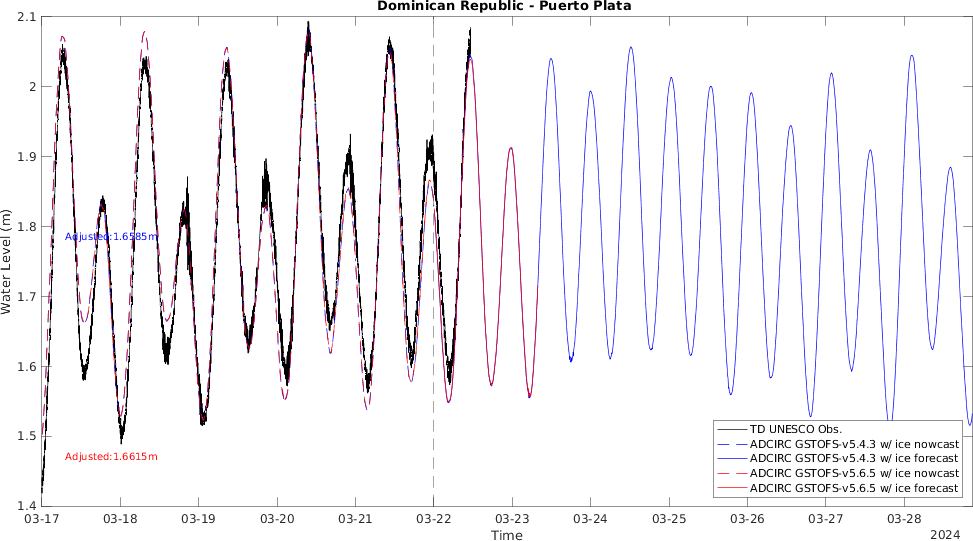 Dominican Republic - Puerto Plata
2.1
2
1.9
1.8
1.7
1.6
1.5
1.4
Water Level (m)
Adjusted:1.6585m
Adjusted:1.6615m
TD UNESCO Obs.
ADCIRC GSTOFS-v5.4.3 w/ ice nowcast
ADCIRC GSTOFS-v5.4.3 w/ ice forecast
ADCIRC GSTOFS-v5.6.5 w/ ice nowcast
ADCIRC GSTOFS-v5.6.5 w/ ice forecast
03-17 03-18 03-19 03-20 03-21 03-22 03-23 03-24 03-25 03-26 03-27 03-28
Time
2024